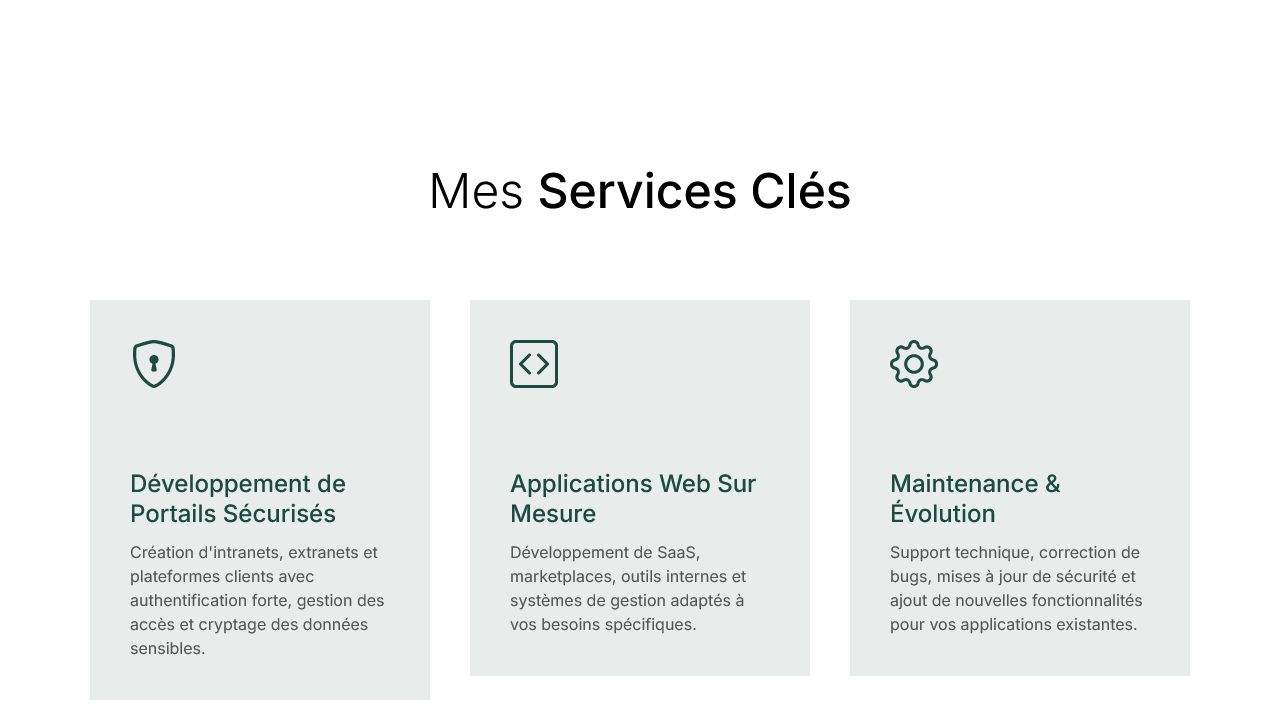 Mes Services Clés
Développement de
Portails Sécurisés
Création d'intranets, extranets et
plateformes clients avec
authentification forte, gestion des
accès et cryptage des données
sensibles.
Applications Web Sur
Mesure
Développement de SaaS,
marketplaces, outils internes et
systèmes de gestion adaptés à
vos besoins spécifiques.
Maintenance &
Évolution
Support technique, correction de
bugs, mises à jour de sécurité et
ajout de nouvelles fonctionnalités
pour vos applications existantes.